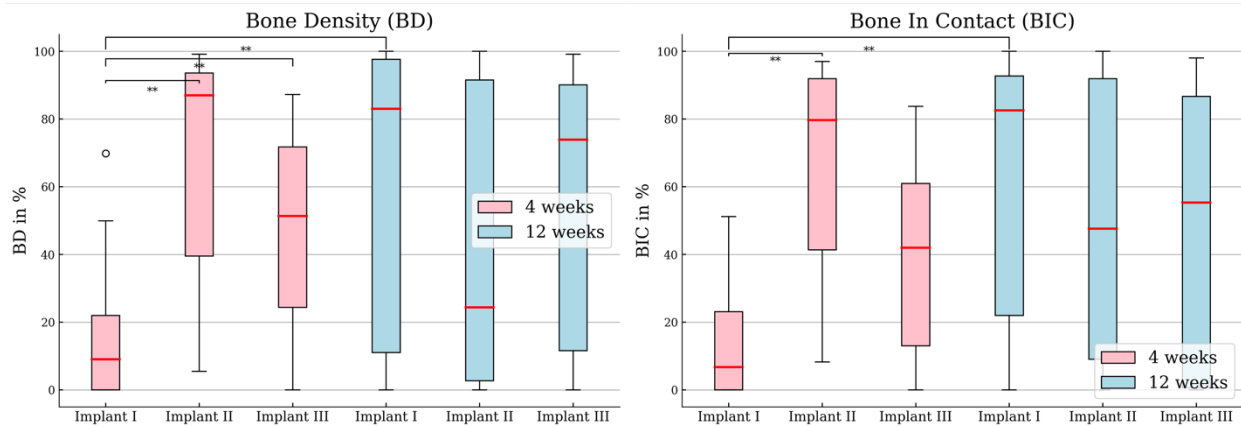 Bone Density (BD)
**
**
**
100
80
60
40
20
0
BD in %
4 weeks
12 weeks
Implant I
Implant II
Implant III
Implant I
Implant II
Implant III
Bone In Contact (BIC)
**
**
100
80
60
40
20
0
BIC in %
4 weeks
12 weeks
Implant I
Implant II
Implant III
Implant I
Implant II
Implant III